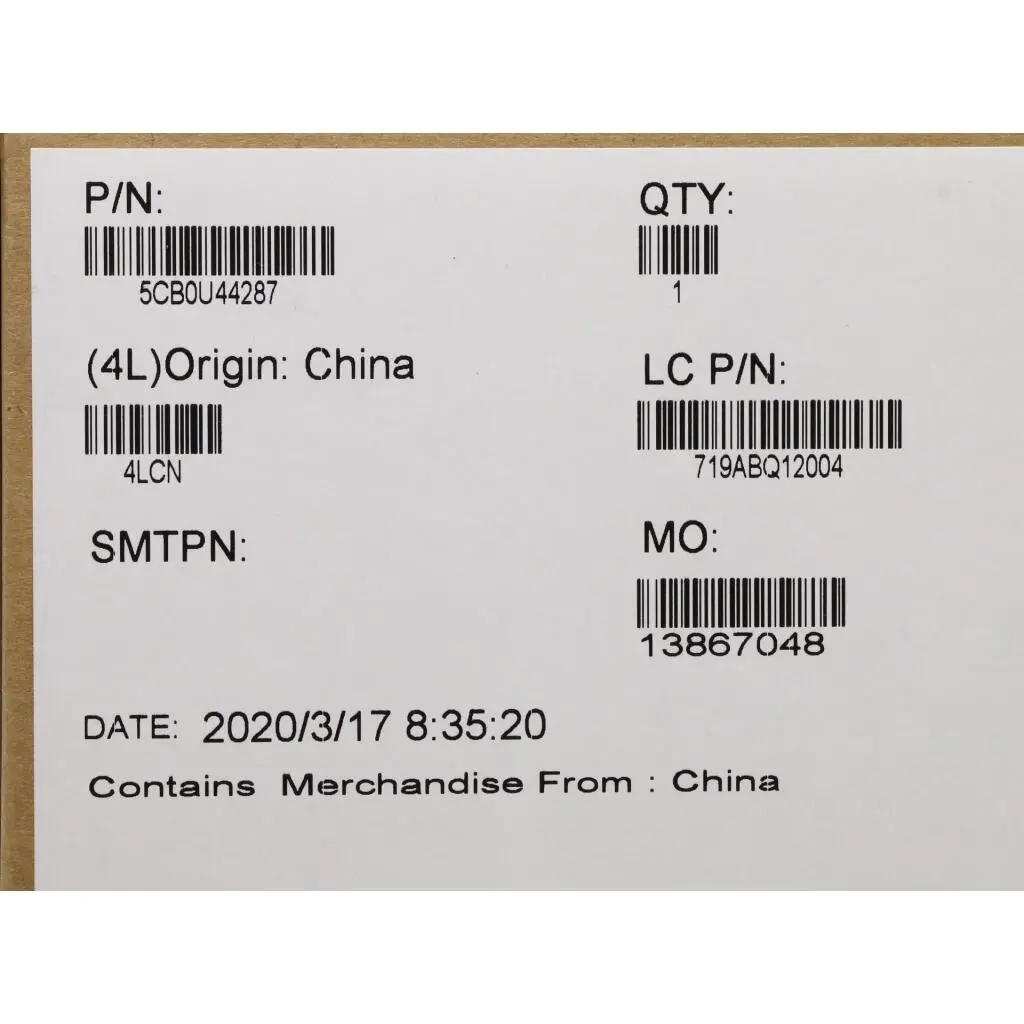 P/N:
5CB0U44287
QTY:
1
(4L)Origin: China
4LCN
LC P/N:
719ABQ12004
SMTPN:
MO:
13867048
DATE: 2020/3/17 8:35:20
Contains Merchandise From : China